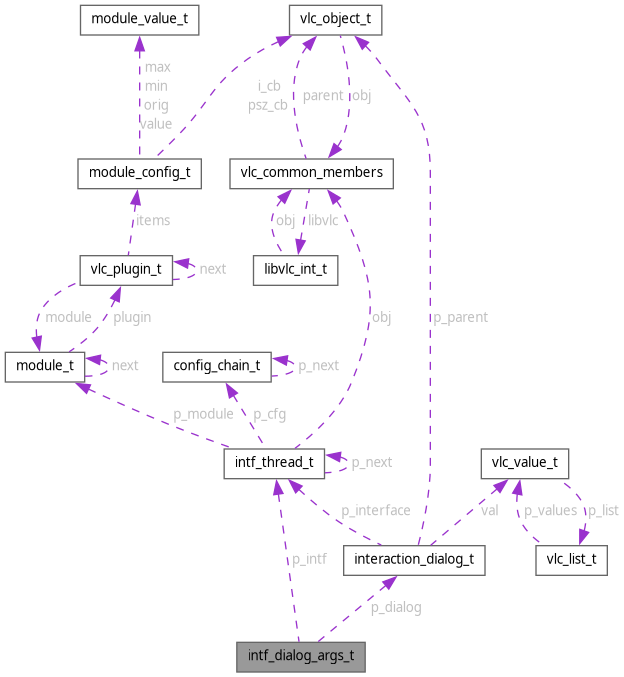 module_value_t
vlc_object_t
max
min
orig
value
i_cb
psz_cb
parent
obj
module_config_t
vlc_common_members
items
obj
libvlc
vlc_plugin_t
next
libvlc_int_t
module
plugin
obj
p_parent
module_t
next
config_chain_t
p_next
p_module
p_cfg
intf_thread_t
p_next
vlc_value_t
p_interface
val
p_values
p_list
p_intf
interaction_dialog_t
vlc_list_t
p_dialog
intf_dialog_args_t